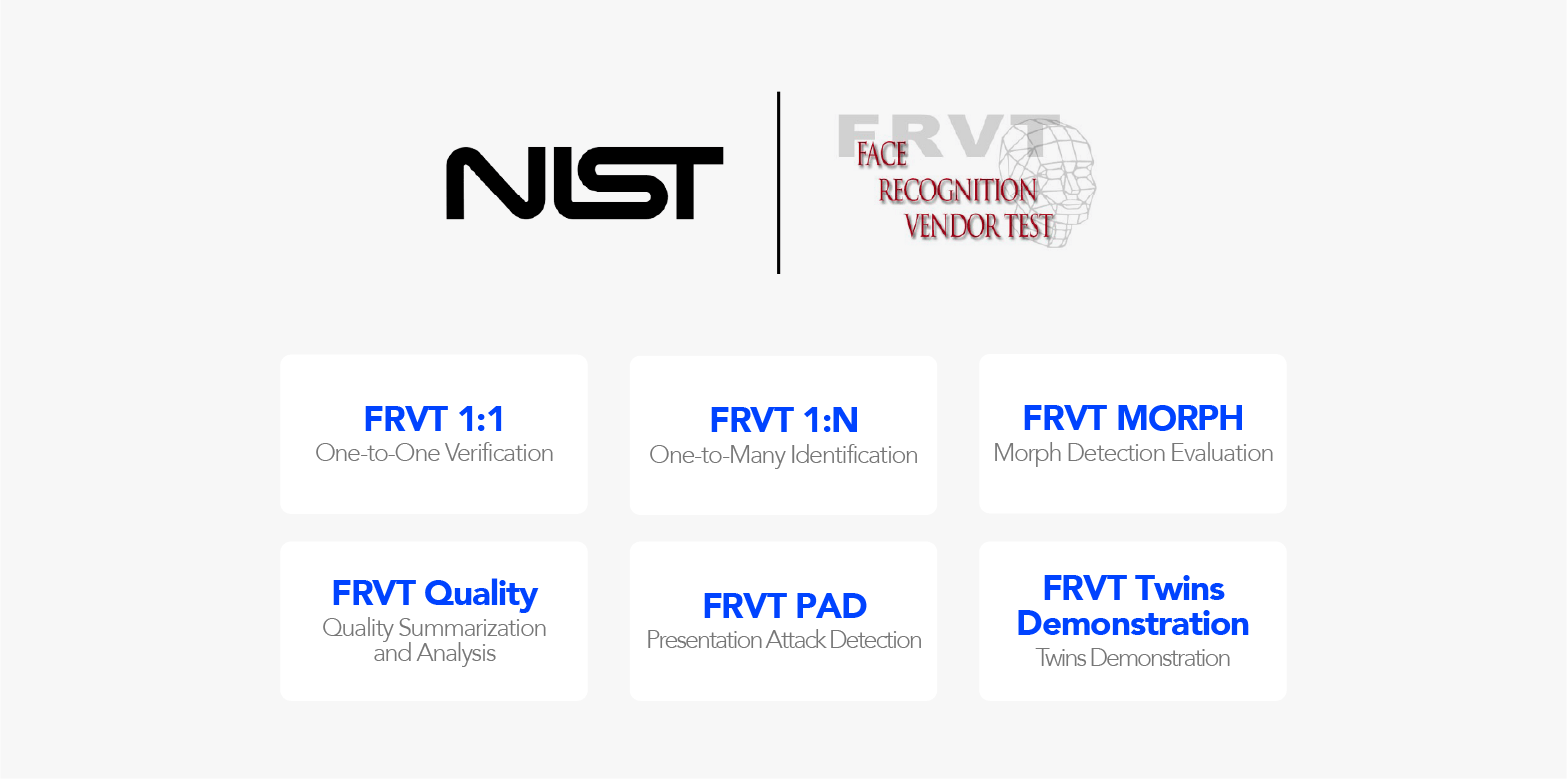 NIST
FRVT
FACE
RECOGNITION
VENDOR TEST
FRVT 1:1
One-to-One Verification
FRVT 1:N
One-to-Many Identification
FRVT MORPH
Morph Detection Evaluation
FRVT Quality
Quality Summarization
and Analysis
FRVT PAD
Presentation Attack Detection
FRVT Twins
Demonstration
Twins Demonstration